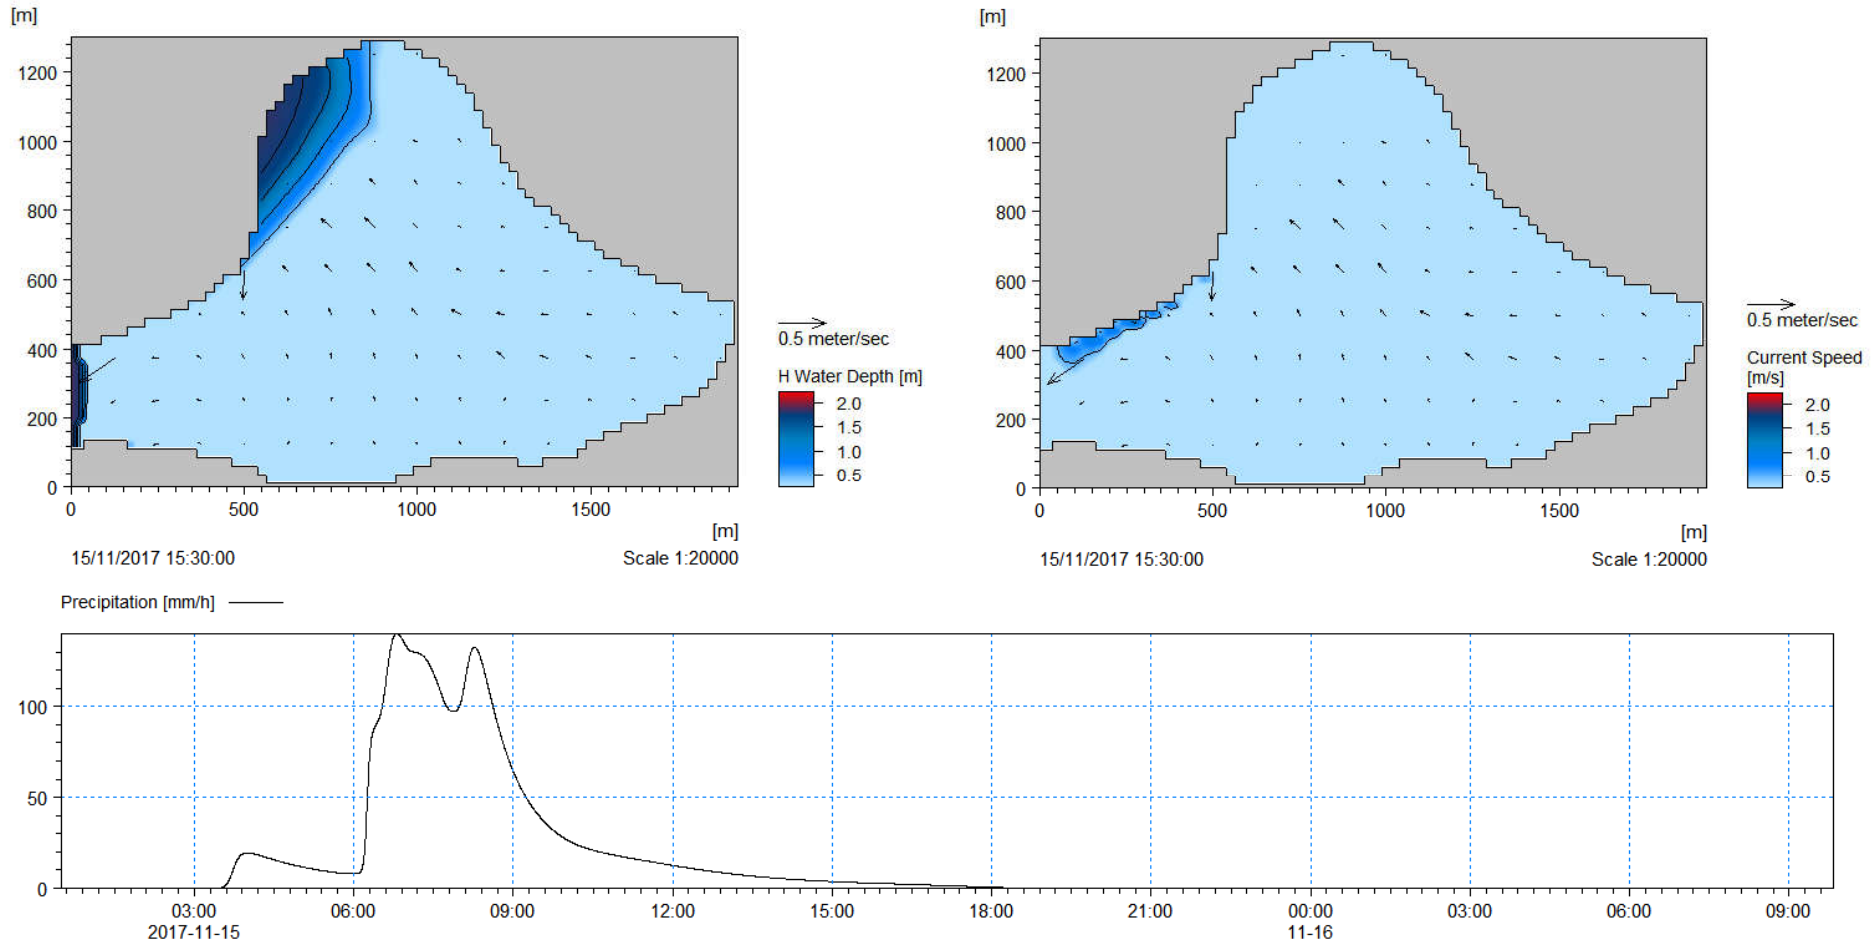 [m]
1200
1000
800
600
400
200
0
0 500 1000 1500
[m]
15/11/2017 15:30:00 Scale 1:20000
0.5 meter/sec
H Water Depth [m]
2.0
1.5
1.0
0.5
[m]
1200
1000
800
600
400
200
0
0 500 1000 1500
[m]
15/11/2017 15:30:00 Scale 1:20000
0.5 meter/sec
Current Speed
[m/s]
2.0
1.5
1.0
0.5
Precipitation [mm/h]
100
50
0
03:00 06:00 09:00 12:00 15:00 18:00 21:00 00:00 03:00 06:00 09:00
2017-11-15 11-16